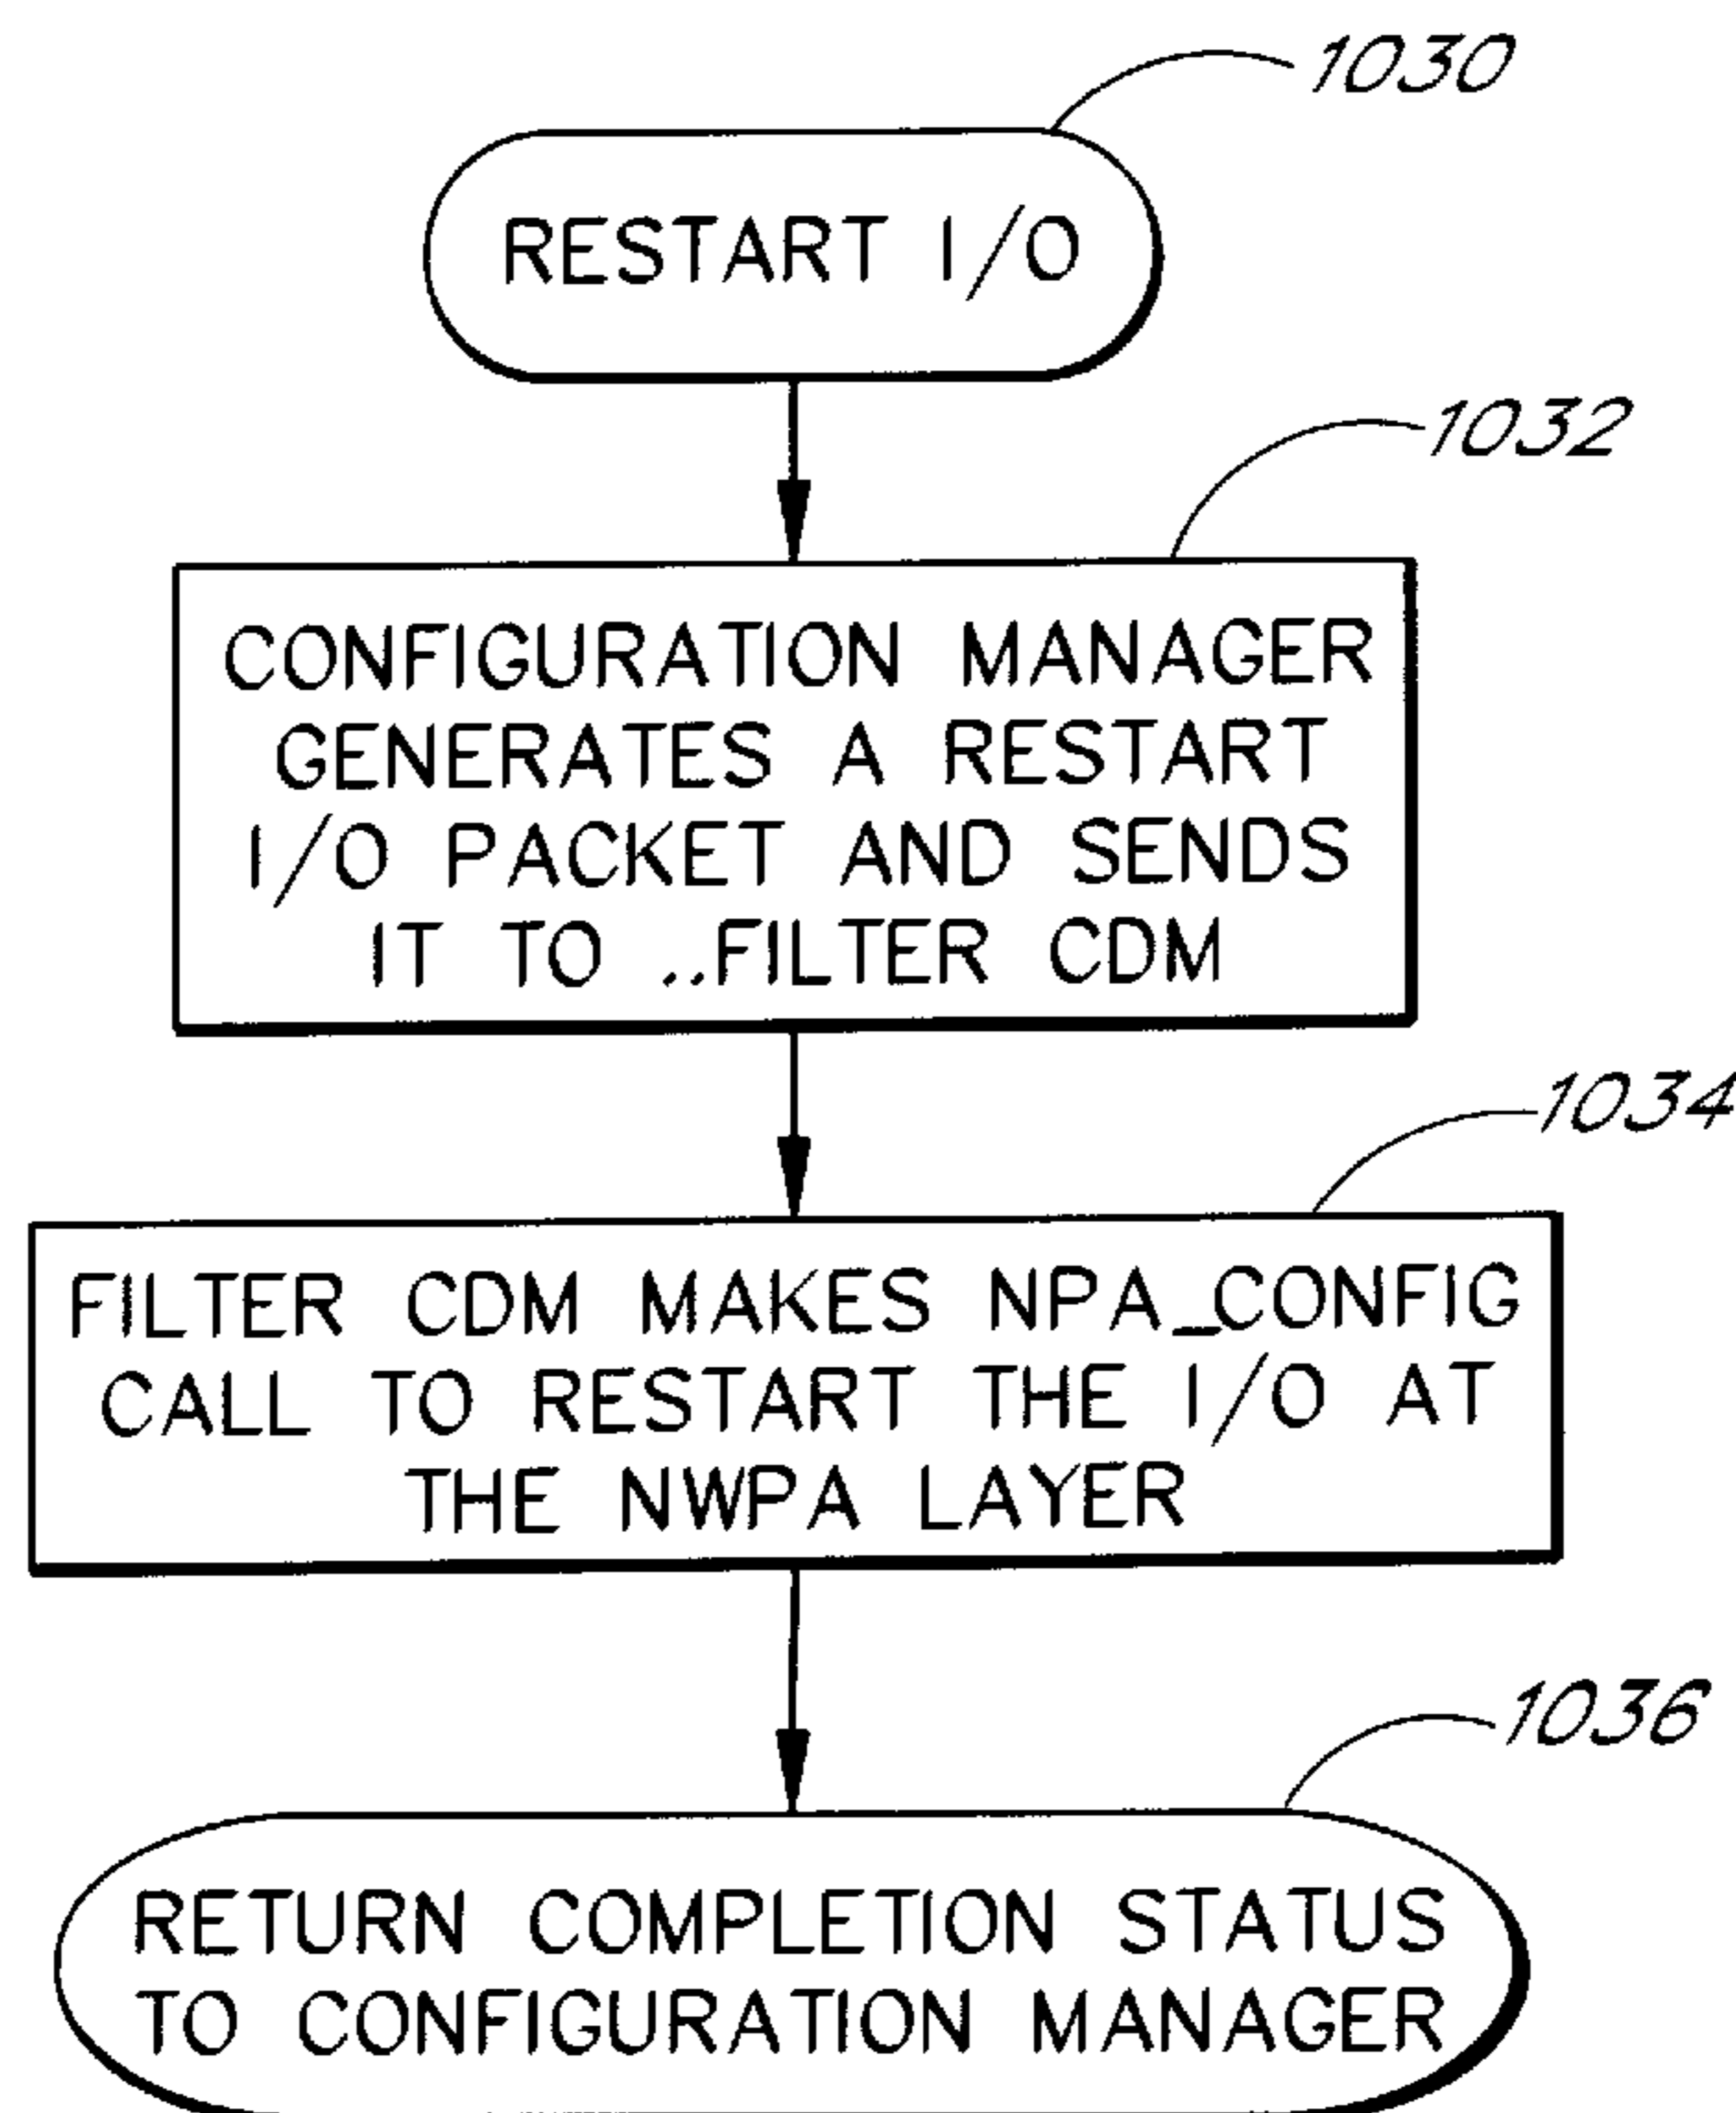 1030
RESTART I/O
1032
CONFIGURATION MANAGER
GENERATES A RESTART
I/O PACKET AND SENDS
IT TO ..FILTER CDM
1034
FILTER CDM MAKES NPA_CONFIG
CALL TO RESTART THE I/O AT
THE NWPA LAYER
1036
RETURN COMPLETION STATUS
TO CONFIGURATION MANAGER